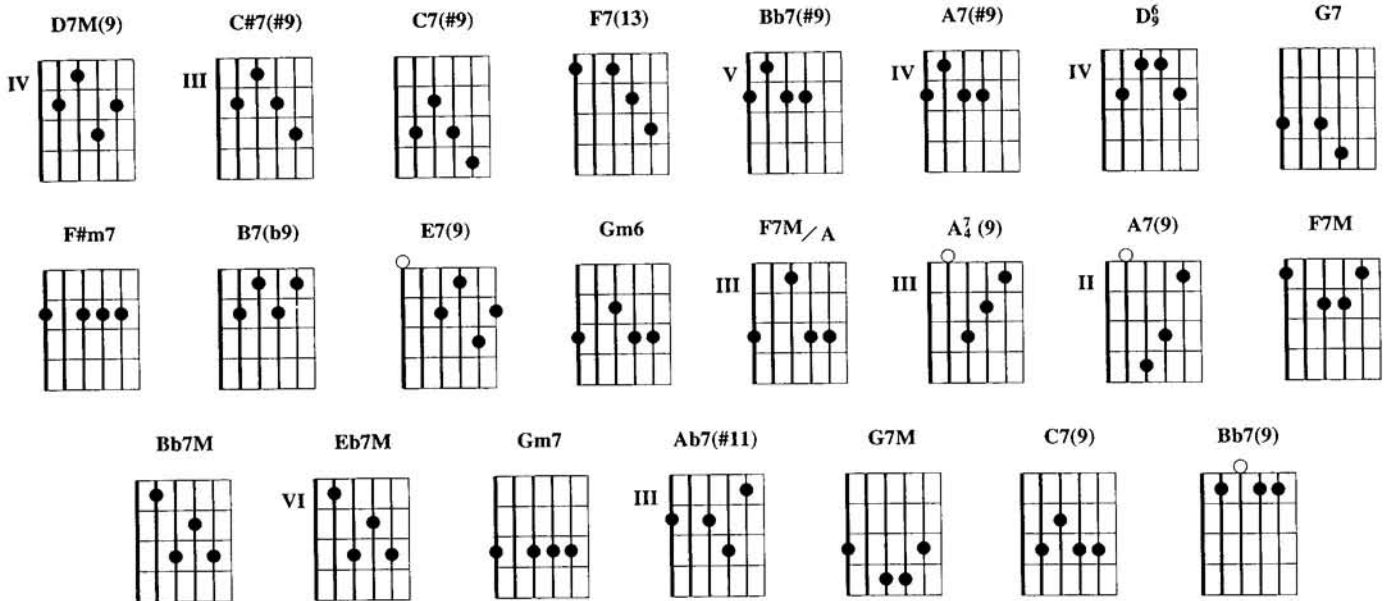 D7M(9) C#7(#9) C7(#9) F7(13) Bb7(#9) A7(#9) D6/9 G7
IV III V IV IV
F#m7 B7(b9) E7(9) Gm6 F7M/A A7/4(9) A7(9) F7M
III III II
Bb7M Eb7M Gm7 Ab7(#11) G7M C7(9) Bb7(9)
VI III